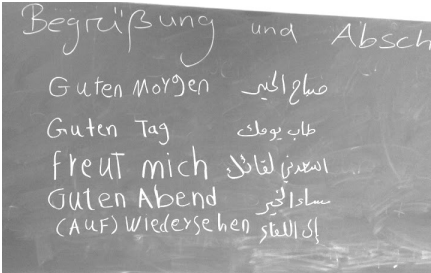 Begrüßung und Absch
Guten Morgen صباح الخير
Guten Tag طاب يومك
Freut mich اسعدني لقائك
Guten Abend مساء الخير
(AUF) Wiedersehen إلى اللقاء